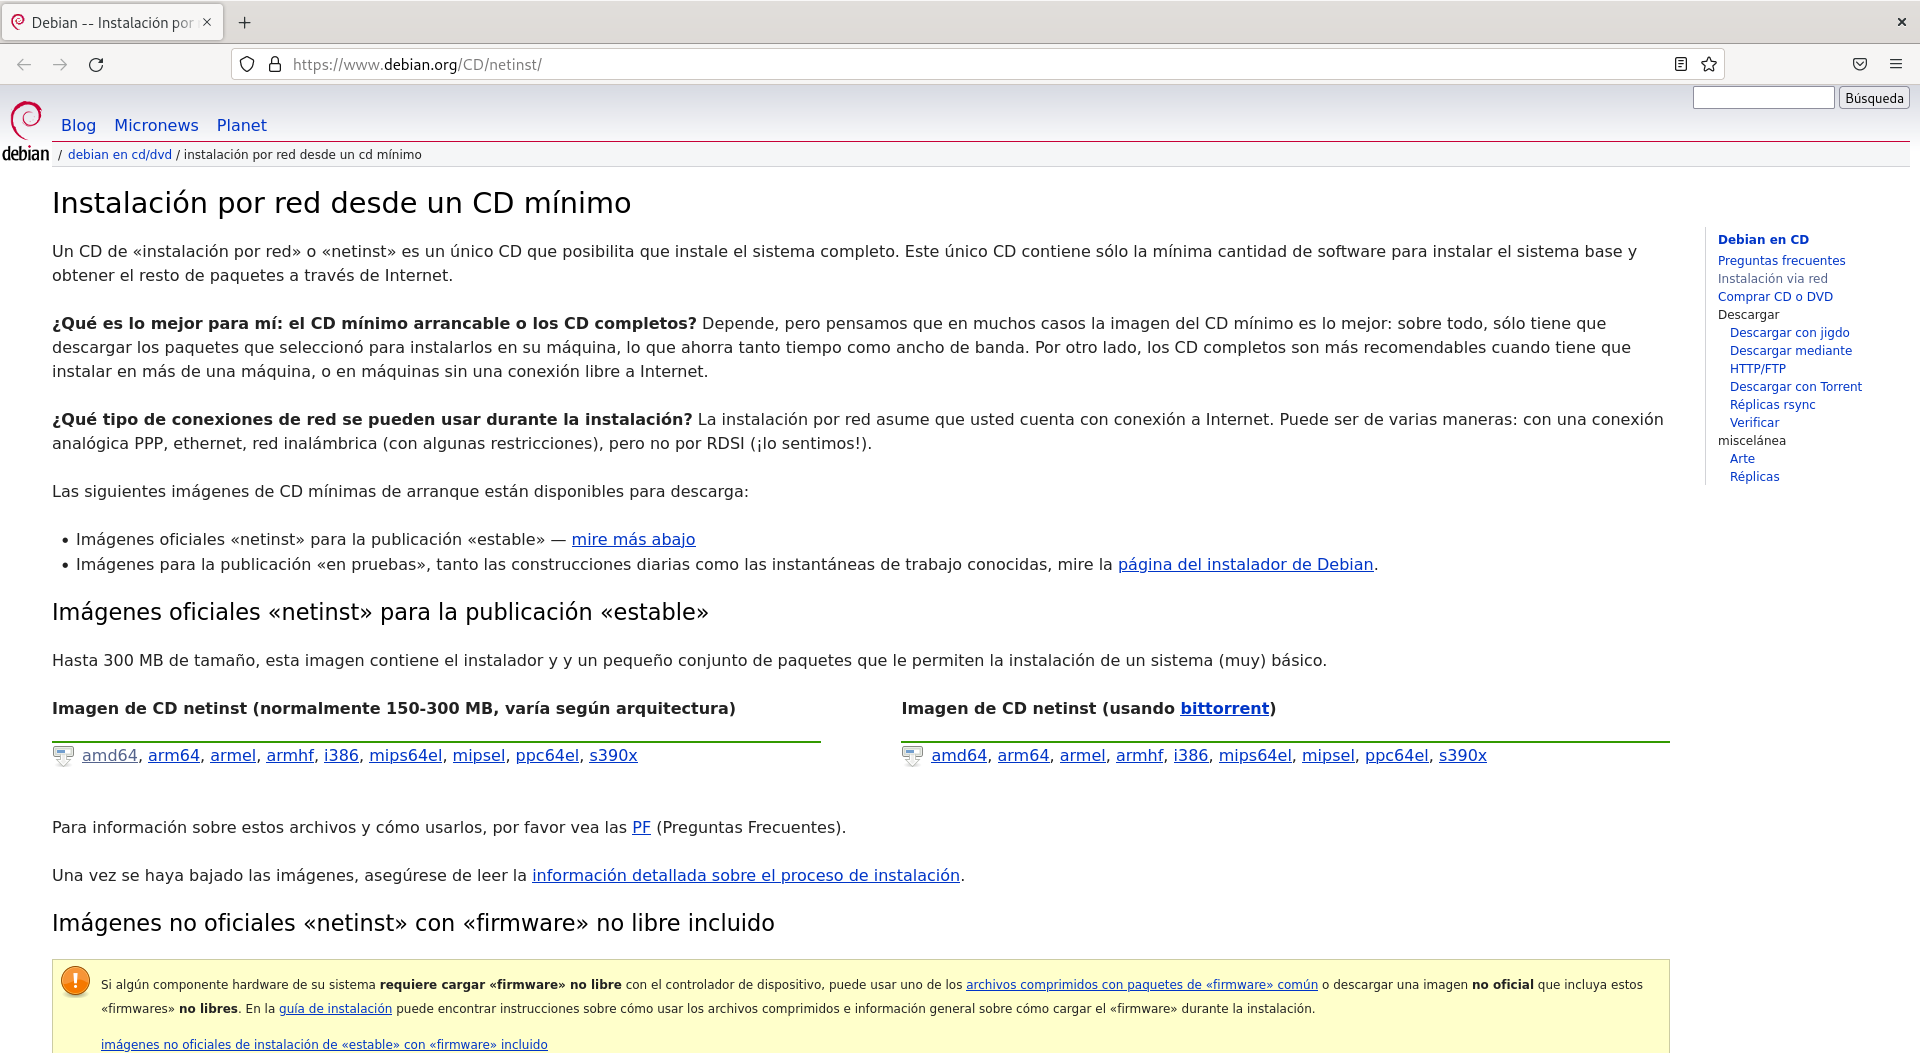 Debian -- Instalación por
https://www.debian.org/CD/netinst/
Búsqueda
debian
Blog Micronews Planet
/ debian en cd/dvd / instalación por red desde un cd mínimo
Instalación por red desde un CD mínimo
Un CD de «instalación por red» o «netinst» es un único CD que posibilita que instale el sistema completo. Este único CD contiene sólo la mínima cantidad de software para instalar el sistema base y
obtener el resto de paquetes a través de Internet.
¿Qué es lo mejor para mí: el CD mínimo arrancable o los CD completos? Depende, pero pensamos que en muchos casos la imagen del CD mínimo es lo mejor: sobre todo, sólo tiene que
descargar los paquetes que seleccionó para instalarlos en su máquina, lo que ahorra tanto tiempo como ancho de banda. Por otro lado, los CD completos son más recomendables cuando tiene que
instalar en más de una máquina, o en máquinas sin una conexión libre a Internet.
¿Qué tipo de conexiones de red se pueden usar durante la instalación? La instalación por red asume que usted cuenta con conexión a Internet. Puede ser de varias maneras: con una conexión
analógica PPP, ethernet, red inalámbrica (con algunas restricciones), pero no por RDSI (¡lo sentimos!).
Las siguientes imágenes de CD mínimas de arranque están disponibles para descarga:
• Imágenes oficiales «netinst» para la publicación «estable» — mire más abajo
• Imágenes para la publicación «en pruebas», tanto las construcciones diarias como las instantáneas de trabajo conocidas, mire la página del instalador de Debian.
Imágenes oficiales «netinst» para la publicación «estable»
Hasta 300 MB de tamaño, esta imagen contiene el instalador y y un pequeño conjunto de paquetes que le permiten la instalación de un sistema (muy) básico.
Imagen de CD netinst (normalmente 150-300 MB, varía según arquitectura)
amd64, arm64, armel, armhf, i386, mips64el, mipsel, ppc64el, s390x
Imagen de CD netinst (usando bittorrent)
amd64, arm64, armel, armhf, i386, mips64el, mipsel, ppc64el, s390x
Para información sobre estos archivos y cómo usarlos, por favor vea las PF (Preguntas Frecuentes).
Una vez se haya bajado las imágenes, asegúrese de leer la información detallada sobre el proceso de instalación.
Imágenes no oficiales «netinst» con «firmware» no libre incluido
Si algún componente hardware de su sistema requiere cargar «firmware» no libre con el controlador de dispositivo, puede usar uno de los archivos comprimidos con paquetes de «firmware» común o descargar una imagen no oficial que incluya estos
«firmwares» no libres. En la guía de instalación puede encontrar instrucciones sobre cómo usar los archivos comprimidos e información general sobre cómo cargar el «firmware» durante la instalación.
imágenes no oficiales de instalación de «estable» con «firmware» incluido
Debian en CD
Preguntas frecuentes
Instalación via red
Comprar CD o DVD
Descargar
Descargar con jigdo
Descargar mediante
HTTP/FTP
Descargar con Torrent
Réplicas rsync
Verificar
miscelánea
Arte
Réplicas